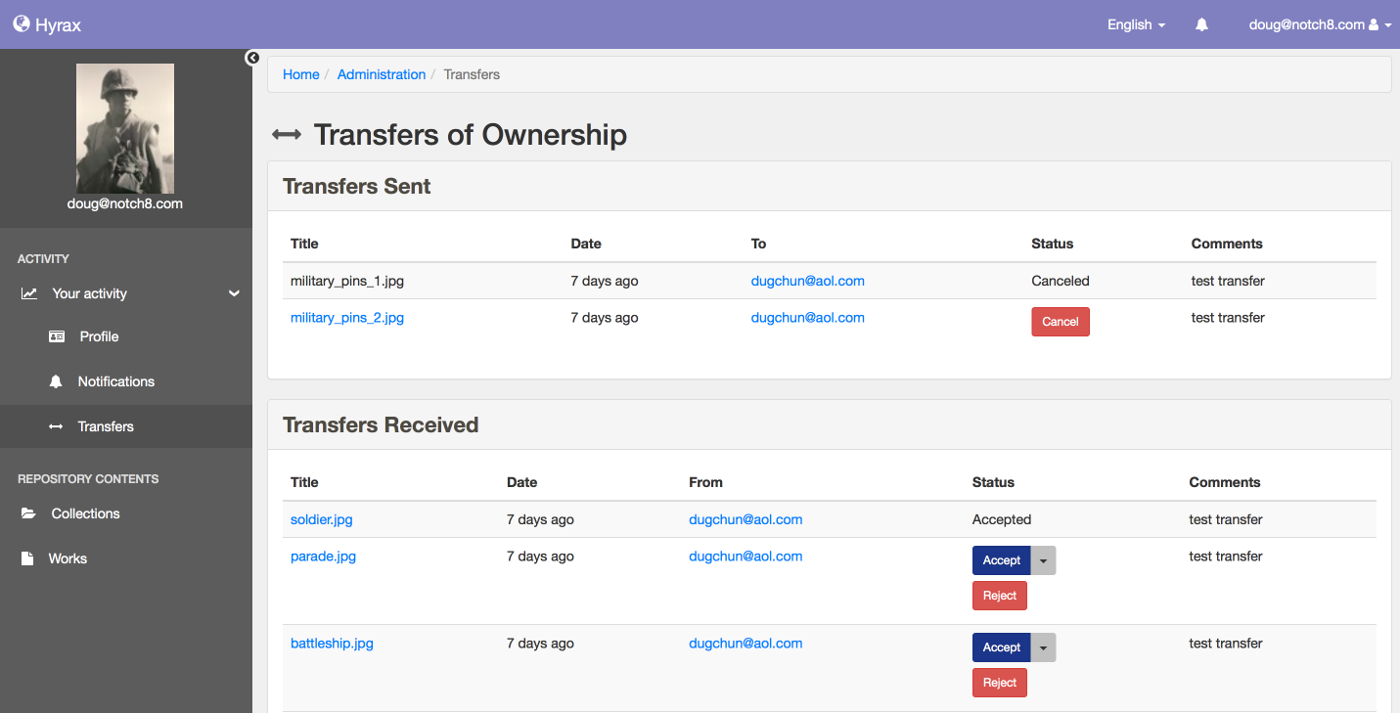 Hyrax
English
doug@notch8.com
doug@notch8.com
ACTIVITY
Your activity
Profile
Notifications
Transfers
REPOSITORY CONTENTS
Collections
Works
Home / Administration / Transfers
Transfers of Ownership
Transfers Sent
Title Date To Status Comments
military_pins_1.jpg 7 days ago dugchun@aol.com Canceled test transfer
military_pins_2.jpg 7 days ago dugchun@aol.com Cancel test transfer
Transfers Received
Title Date From Status Comments
soldier.jpg 7 days ago dugchun@aol.com Accepted test transfer
parade.jpg 7 days ago dugchun@aol.com Accept test transfer
Reject
battleship.jpg 7 days ago dugchun@aol.com Accept test transfer
Reject